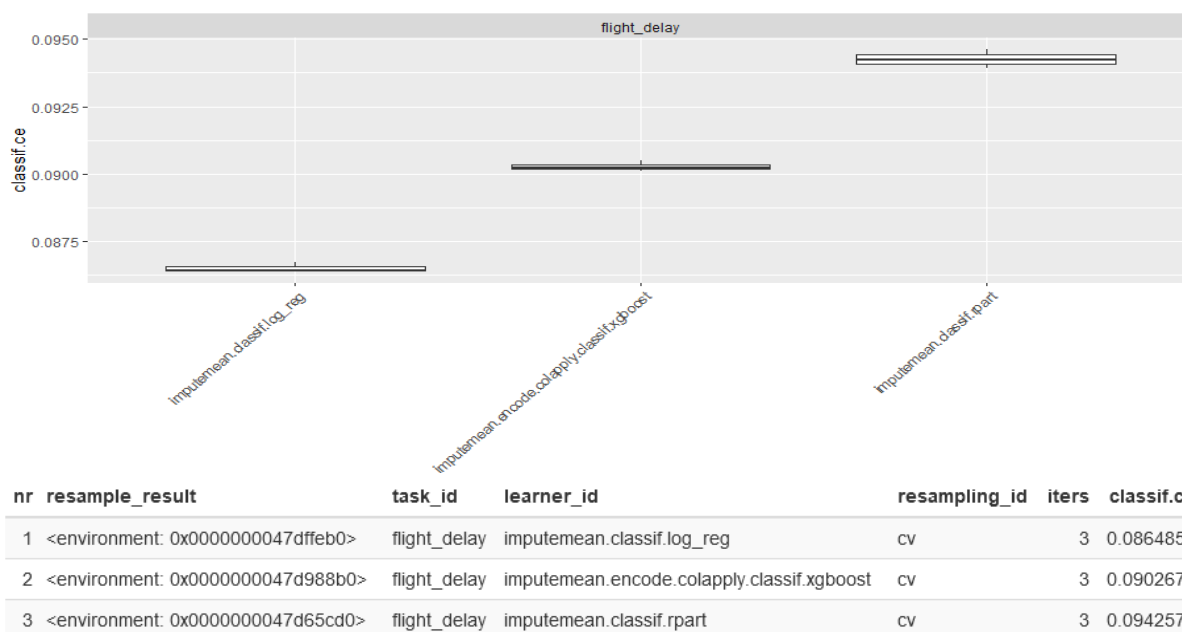 flight_delay
0.0950
0.0925
0.0900
0.0875
classif.ce
imputemean.classif.log_reg
imputemean.encode.colapply.classif.xgboost
imputemean.classif.rpart
nr resample_result task_id learner_id resampling_id iters classif.c
1 <environment: 0x0000000047dffeb0> flight_delay imputemean.classif.log_reg cv 3 0.086485
2 <environment: 0x0000000047d988b0> flight_delay imputemean.encode.colapply.classif.xgboost cv 3 0.090267
3 <environment: 0x0000000047d65cd0> flight_delay imputemean.classif.rpart cv 3 0.094257